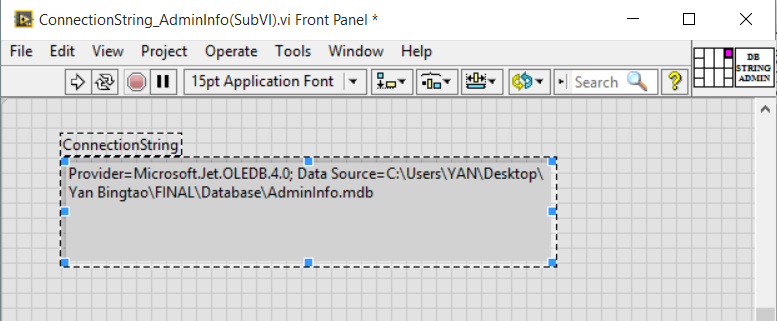 ConnectionString_AdminInfo(SubVI).vi Front Panel *
File Edit View Project Operate Tools Window Help
15pt Application Font Search ?
DB
STRING
ADMIN
ConnectionString
Provider=Microsoft.Jet.OLEDB.4.0; Data Source=C:\Users\YAN\Desktop\
Yan Bingtao\FINAL\Database\AdminInfo.mdb